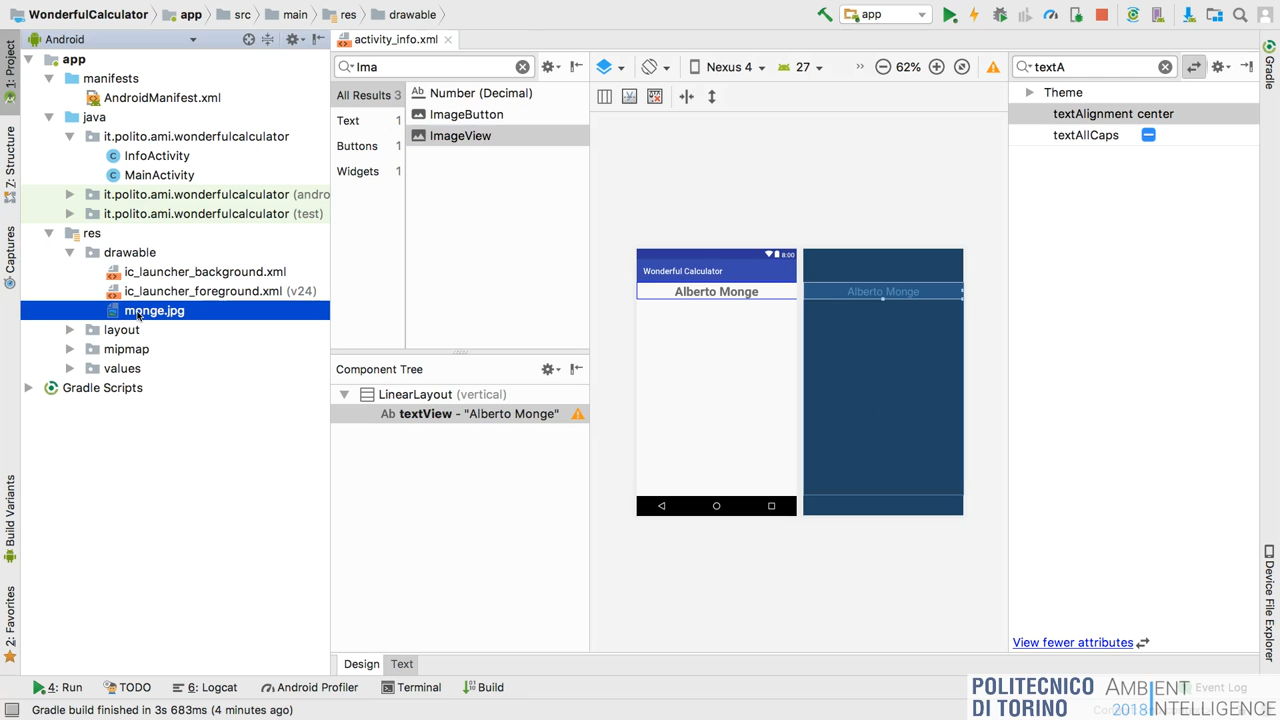 WonderfulCalculator app src main res drawable app
1: Project
Z: Structure
Captures
Build Variants
2: Favorites
Android
app
manifests
AndroidManifest.xml
java
it.polito.ami.wonderfulcalculator
InfoActivity
MainActivity
it.polito.ami.wonderfulcalculator (andro
it.polito.ami.wonderfulcalculator (test)
res
drawable
ic_launcher_background.xml
ic_launcher_foreground.xml (v24)
monge.jpg
layout
mipmap
values
Gradle Scripts
activity_info.xml
Ima
All Results 3
Text 1
Buttons 1
Widgets 1
Ab Number (Decimal)
ImageButton
ImageView
Component Tree
LinearLayout (vertical)
Ab textView - "Alberto Monge"
Design Text
Nexus 4 27 » 62%
8:00
Wonderful Calculator
Alberto Monge
Alberto Monge
textA
Theme
textAlignment center
textAllCaps
View fewer attributes
Gradle
Device File Explorer
4: Run TODO 6: Logcat Android Profiler Terminal Build Event Log
Gradle build finished in 3s 683ms (4 minutes ago)
POLITECNICO
DI TORINO
AMBIENT
2018 INTELLIGENCE